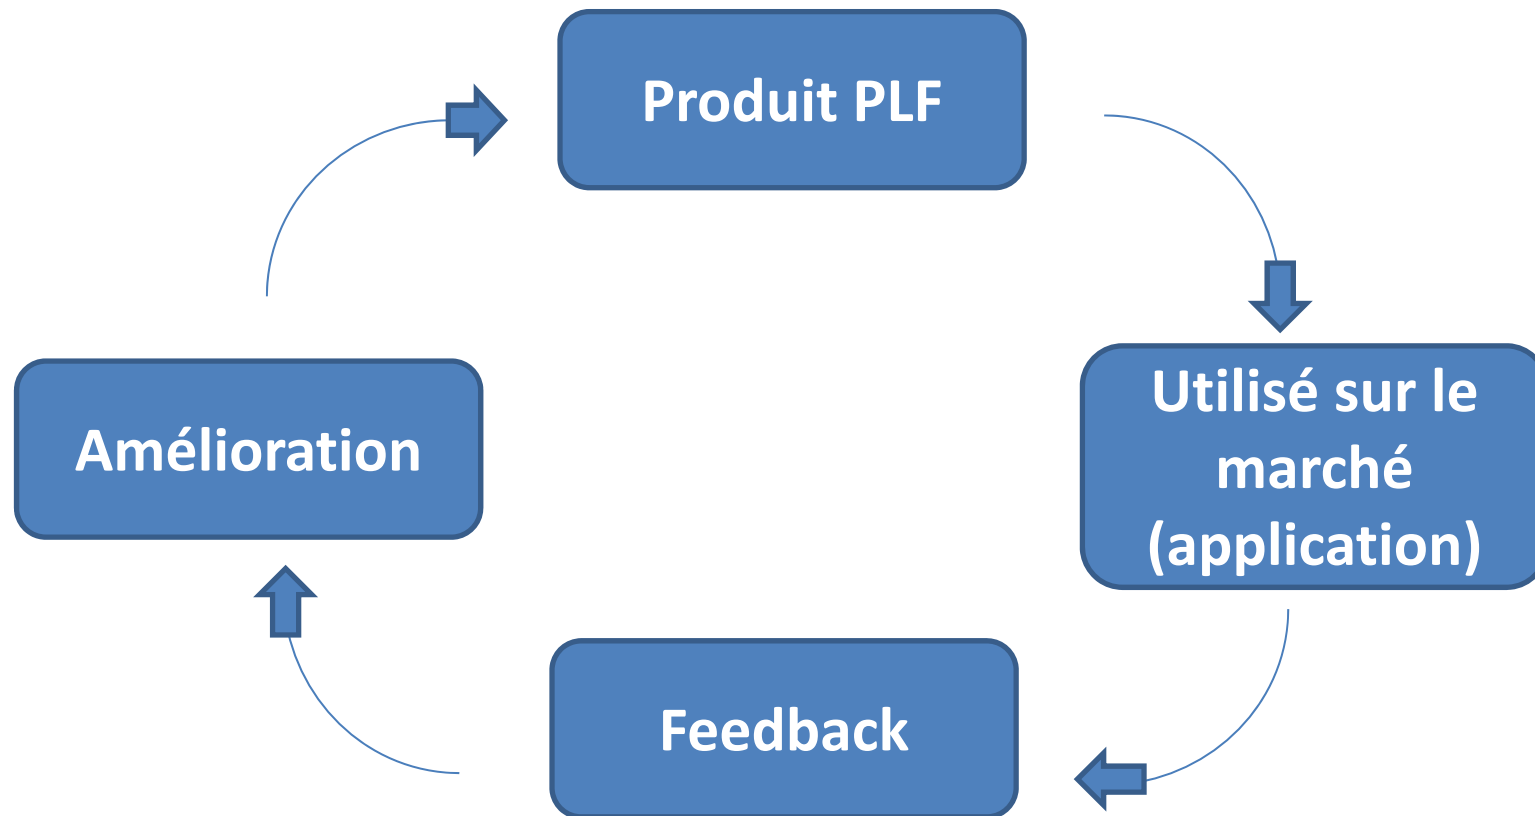 Produit PLF
Utilisé sur le
marché
(application)
Amélioration
Feedback